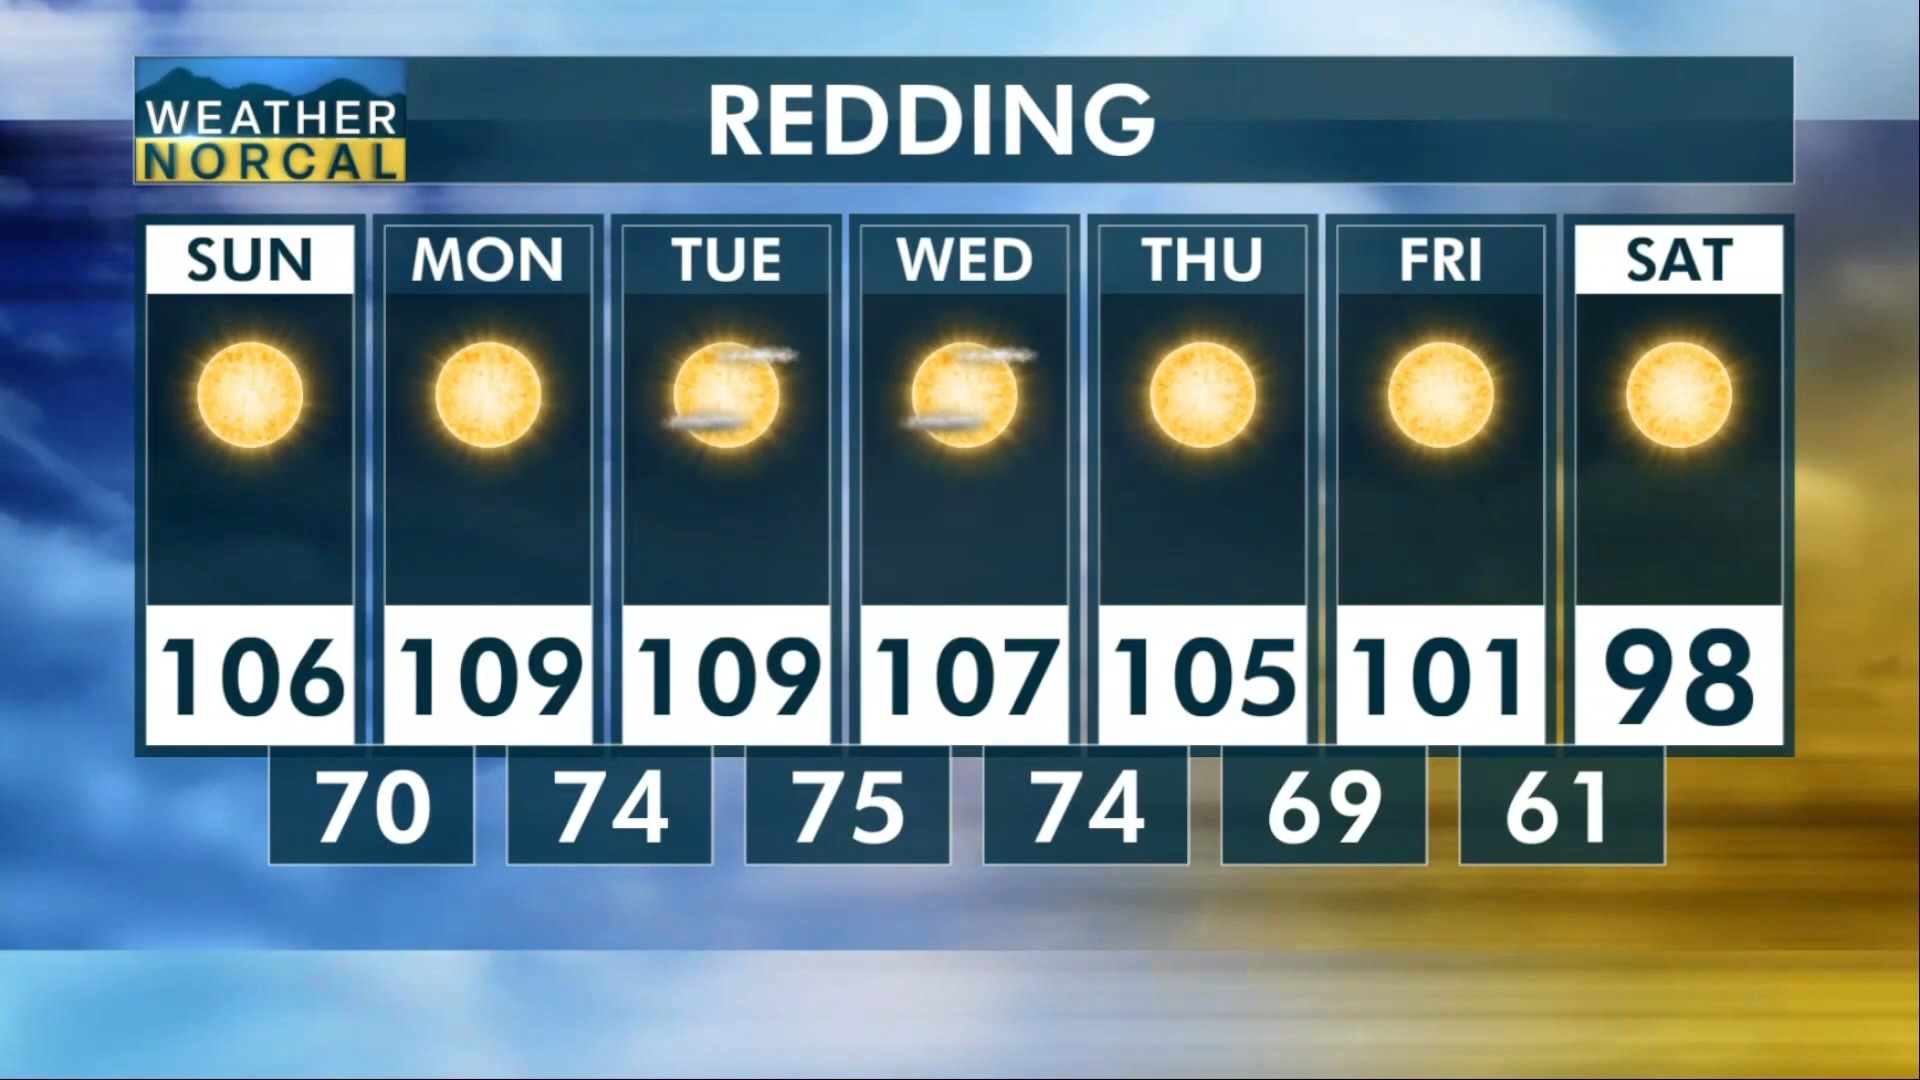 WEATHER
NORCAL
REDDING
SUN MON TUE WED THU FRI SAT
106 109 109 107 105 101 98
70 74 75 74 69 61